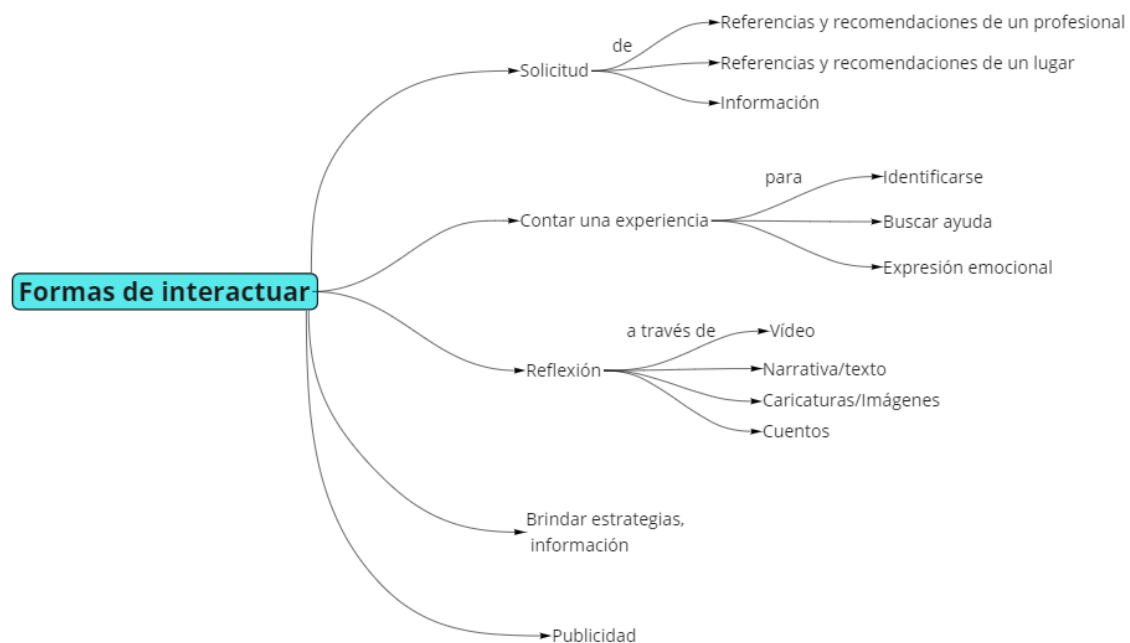 Formas de interactuar
Solicitud
de
Referencias y recomendaciones de un profesional
Referencias y recomendaciones de un lugar
Información
Contar una experiencia
para
Identificarse
Buscar ayuda
Expresión emocional
Reflexión
a través de
Vídeo
Narrativa/texto
Caricaturas/Imágenes
Cuentos
Brindar estrategias,
información
Publicidad